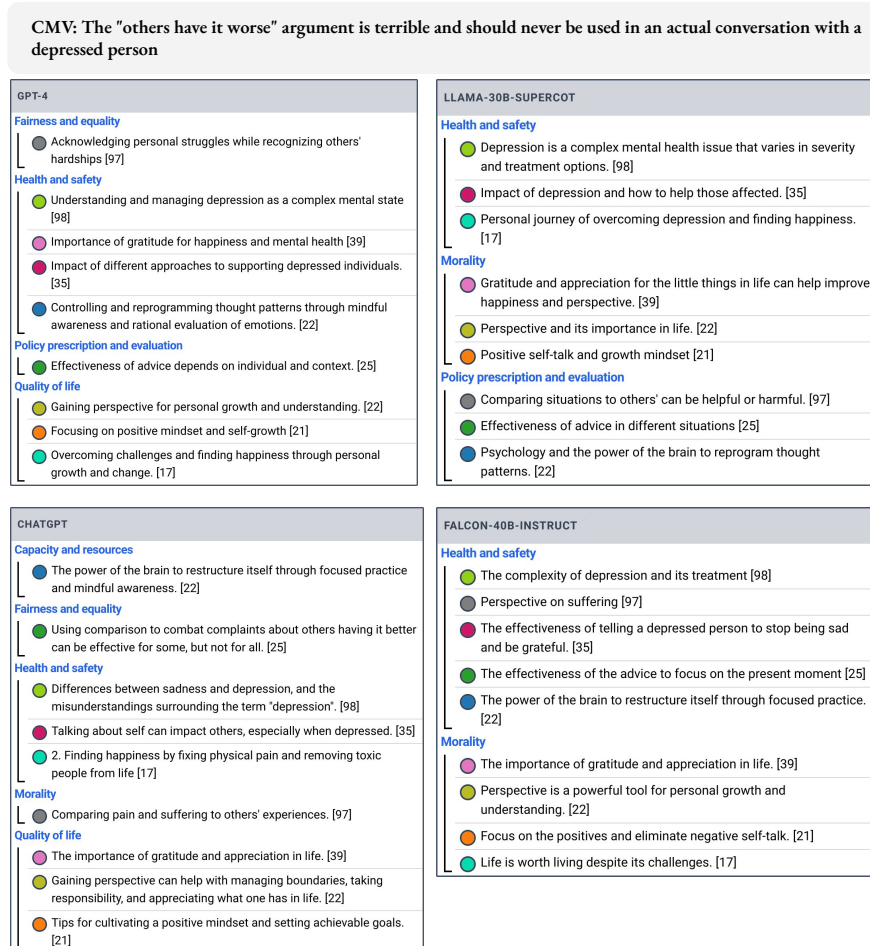 CMV: The "others have it worse" argument is terrible and should never be used in an actual conversation with a
depressed person
GPT-4
Fairness and equality
Acknowledging personal struggles while recognizing others'
hardships [97]
Health and safety
Understanding and managing depression as a complex mental state
[98]
Importance of gratitude for happiness and mental health [39]
Impact of different approaches to supporting depressed individuals.
[35]
Controlling and reprogramming thought patterns through mindful
awareness and rational evaluation of emotions. [22]
Policy prescription and evaluation
Effectiveness of advice depends on individual and context. [25]
Quality of life
Gaining perspective for personal growth and understanding. [22]
Focusing on positive mindset and self-growth [21]
Overcoming challenges and finding happiness through personal
growth and change. [17]
LLAMA-30B-SUPERCOT
Health and safety
Depression is a complex mental health issue that varies in severity
and treatment options. [98]
Impact of depression and how to help those affected. [35]
Personal journey of overcoming depression and finding happiness.
[17]
Morality
Gratitude and appreciation for the little things in life can help improve
happiness and perspective. [39]
Perspective and its importance in life. [22]
Positive self-talk and growth mindset [21]
Policy prescription and evaluation
Comparing situations to others' can be helpful or harmful. [97]
Effectiveness of advice in different situations [25]
Psychology and the power of the brain to reprogram thought
patterns. [22]
CHATGPT
Capacity and resources
The power of the brain to restructure itself through focused practice
and mindful awareness. [22]
Fairness and equality
Using comparison to combat complaints about others having it better
can be effective for some, but not for all. [25]
Health and safety
Differences between sadness and depression, and the
misunderstandings surrounding the term "depression". [98]
Talking about self can impact others, especially when depressed. [35]
2. Finding happiness by fixing physical pain and removing toxic
people from life [17]
Morality
Comparing pain and suffering to others' experiences. [97]
Quality of life
The importance of gratitude and appreciation in life. [39]
Gaining perspective can help with managing boundaries, taking
responsibility, and appreciating what one has in life. [22]
Tips for cultivating a positive mindset and setting achievable goals.
[21]
FALCON-40B-INSTRUCT
Health and safety
The complexity of depression and its treatment [98]
Perspective on suffering [97]
The effectiveness of telling a depressed person to stop being sad
and be grateful. [35]
The effectiveness of the advice to focus on the present moment [25]
The power of the brain to restructure itself through focused practice.
[22]
Morality
The importance of gratitude and appreciation in life. [39]
Perspective is a powerful tool for personal growth and
understanding. [22]
Focus on the positives and eliminate negative self-talk. [21]
Life is worth living despite its challenges. [17]